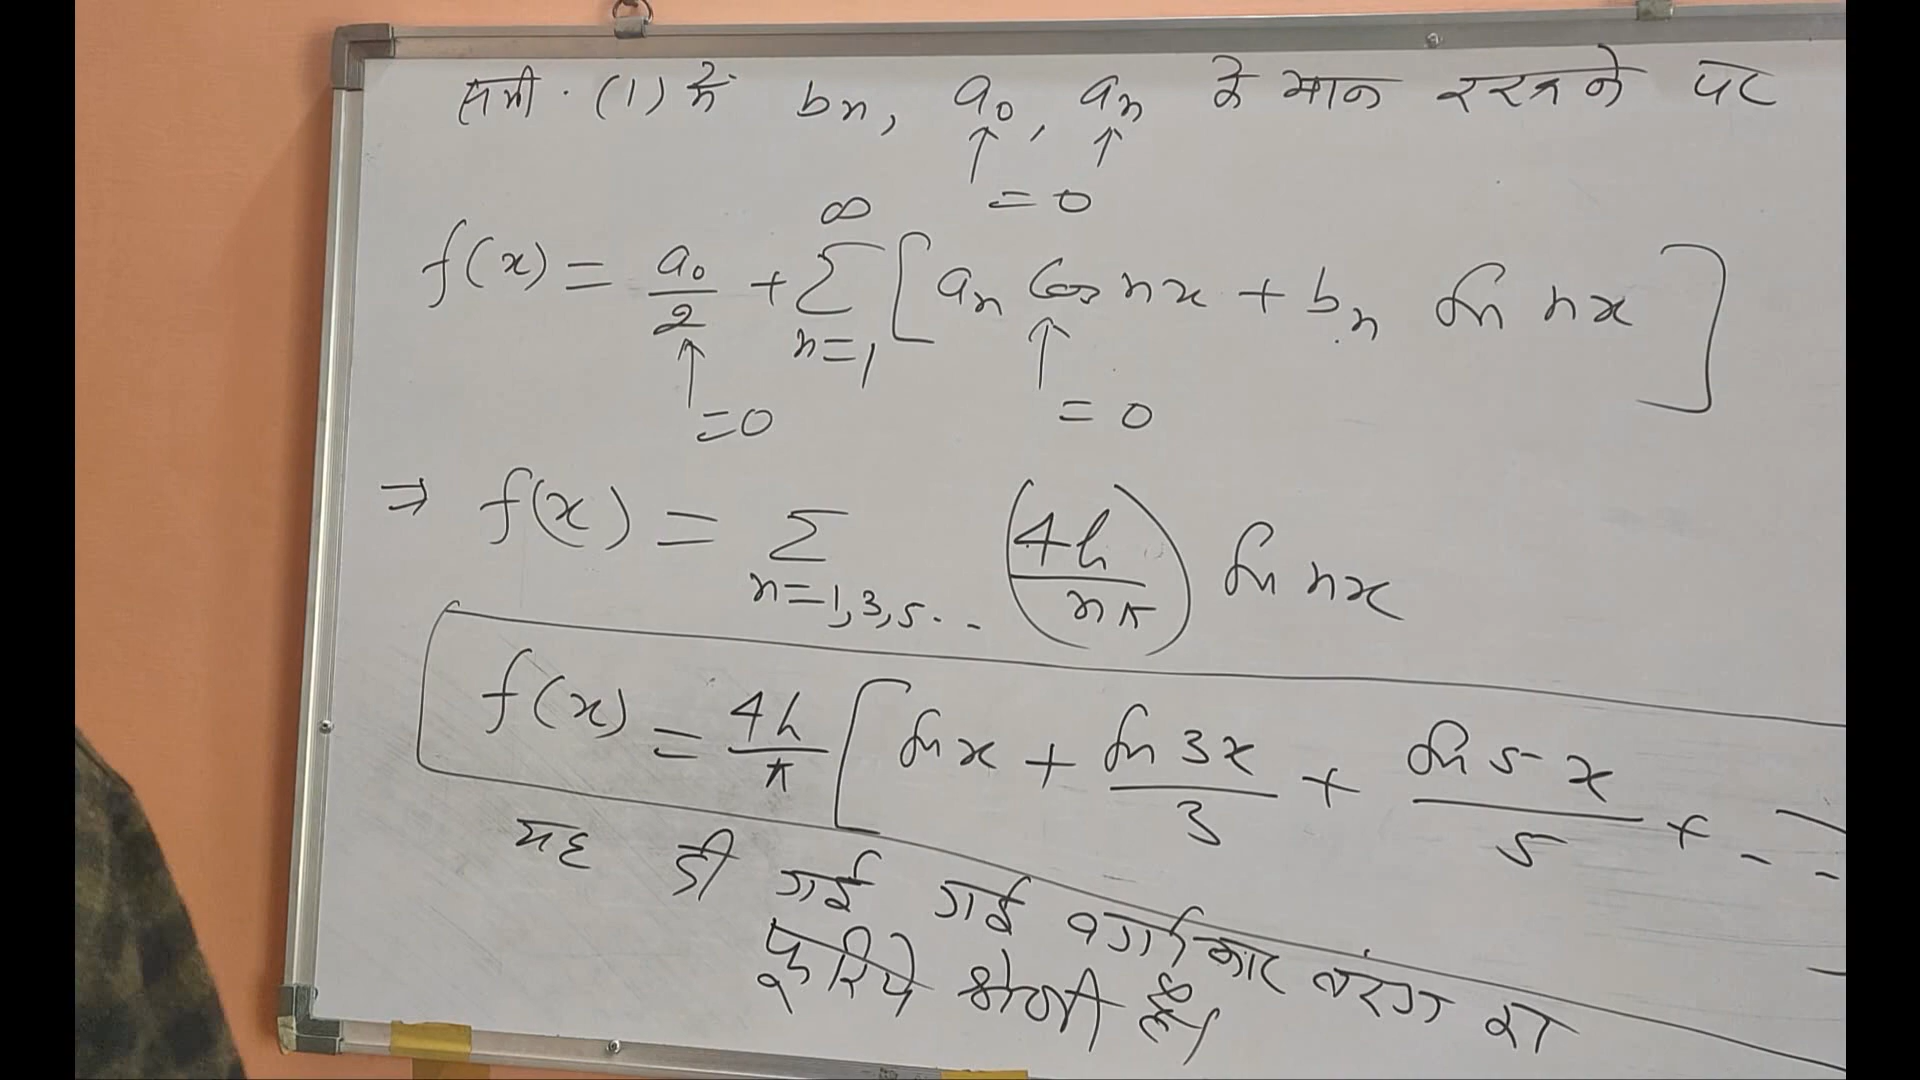 समी. (1) में bn, a₀, aₙ के मान रखने पर
↑ ↑
= 0
f(x) = a₀/2 + ∞Σn=1 [aₙ Cos nx + bₙ Sin nx]
↑ =0 ↑ = 0
⇒ f(x) = Σ n=1,3,5.. (4h/nπ) Sin nx
f(x) = 4h/π [Sin x + Sin 3x/3 + Sin 5x/5 + - -
यह दी गई गई वर्गाकार तरंग का
फूरिये श्रेणी है।